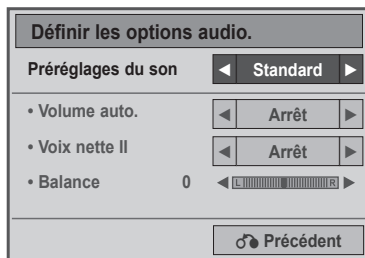 Définir les options audio.
Préréglages du son ◀ Standard ▶
• Volume auto. ◀ Arrêt ▶
• Voix nette II ◀ Arrêt ▶
• Balance 0 ◀ L R ▶
Précédent